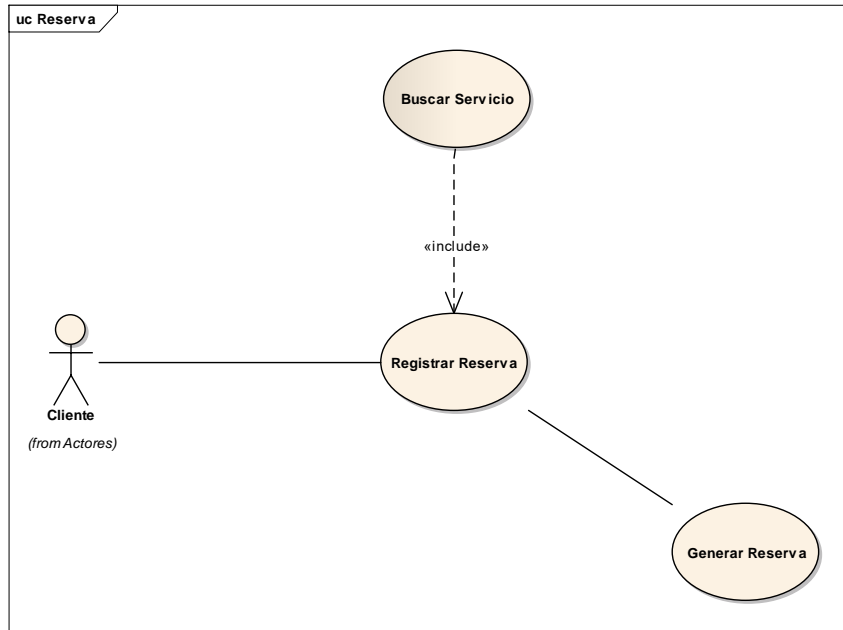 uc Reserva
Buscar Servicio
«include»
Registrar Reserva
Cliente
(from Actores)
Generar Reserva